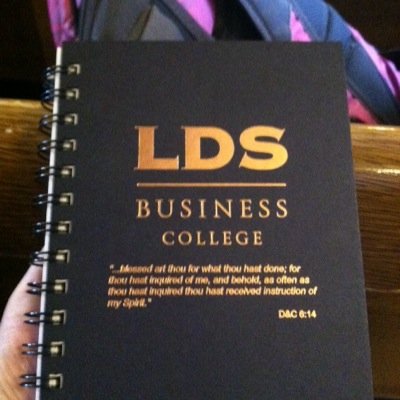 LDS
BUSINESS
COLLEGE
"...blessed art thou for what thou hast done; for
thou hast inquired of me, and behold, as often as
thou hast inquired thou hast received instruction of
my Spirit."
D&C 6:14